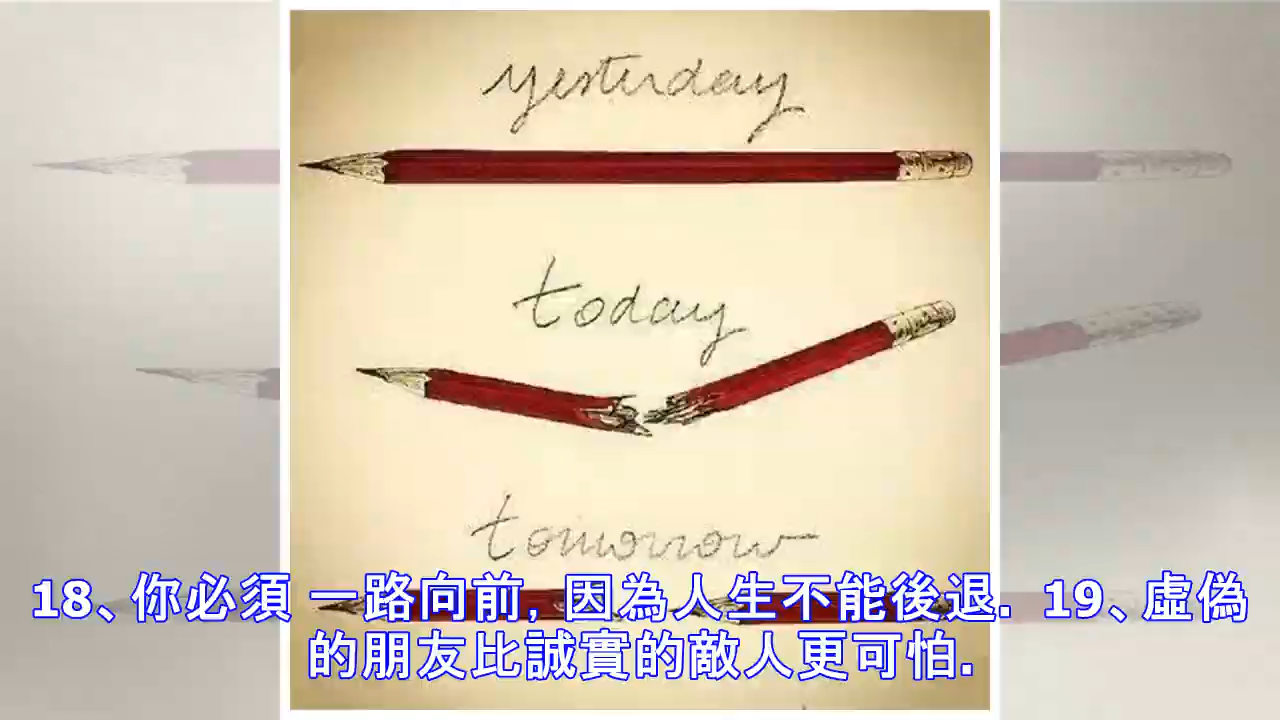 yesterday
today
tomorrow
18、你必須 一路向前, 因為人生不能後退. 19、虛偽
的朋友比誠實的敵人更可怕.